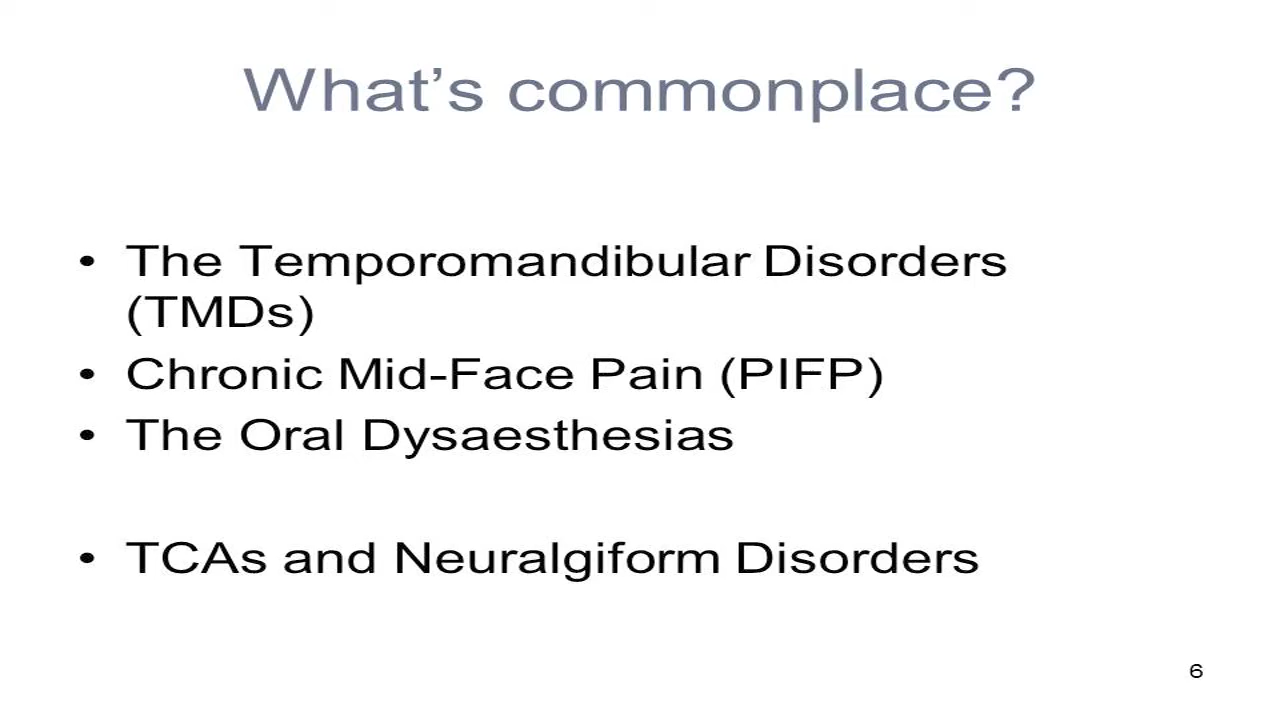 What’s commonplace?
• The Temporomandibular Disorders
(TMDs)
• Chronic Mid-Face Pain (PIFP)
• The Oral Dysaesthesias
• TCAs and Neuralgiform Disorders
6